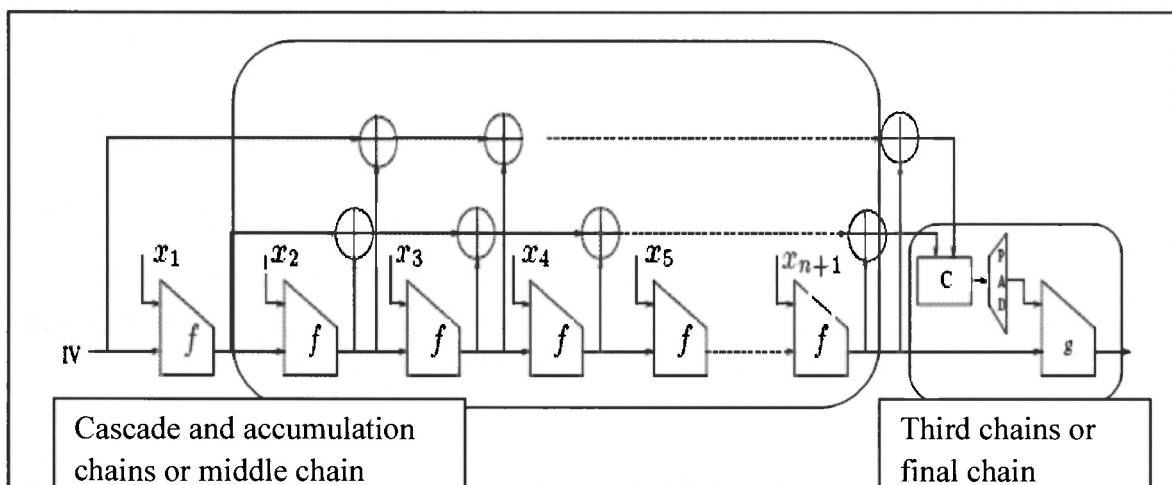 x₁ x₂ x₃ x₄ x₅ xₙ₊₁
C
PAD
IV f f f f f f g
Cascade and accumulation
chains or middle chain
Third chains or
final chain